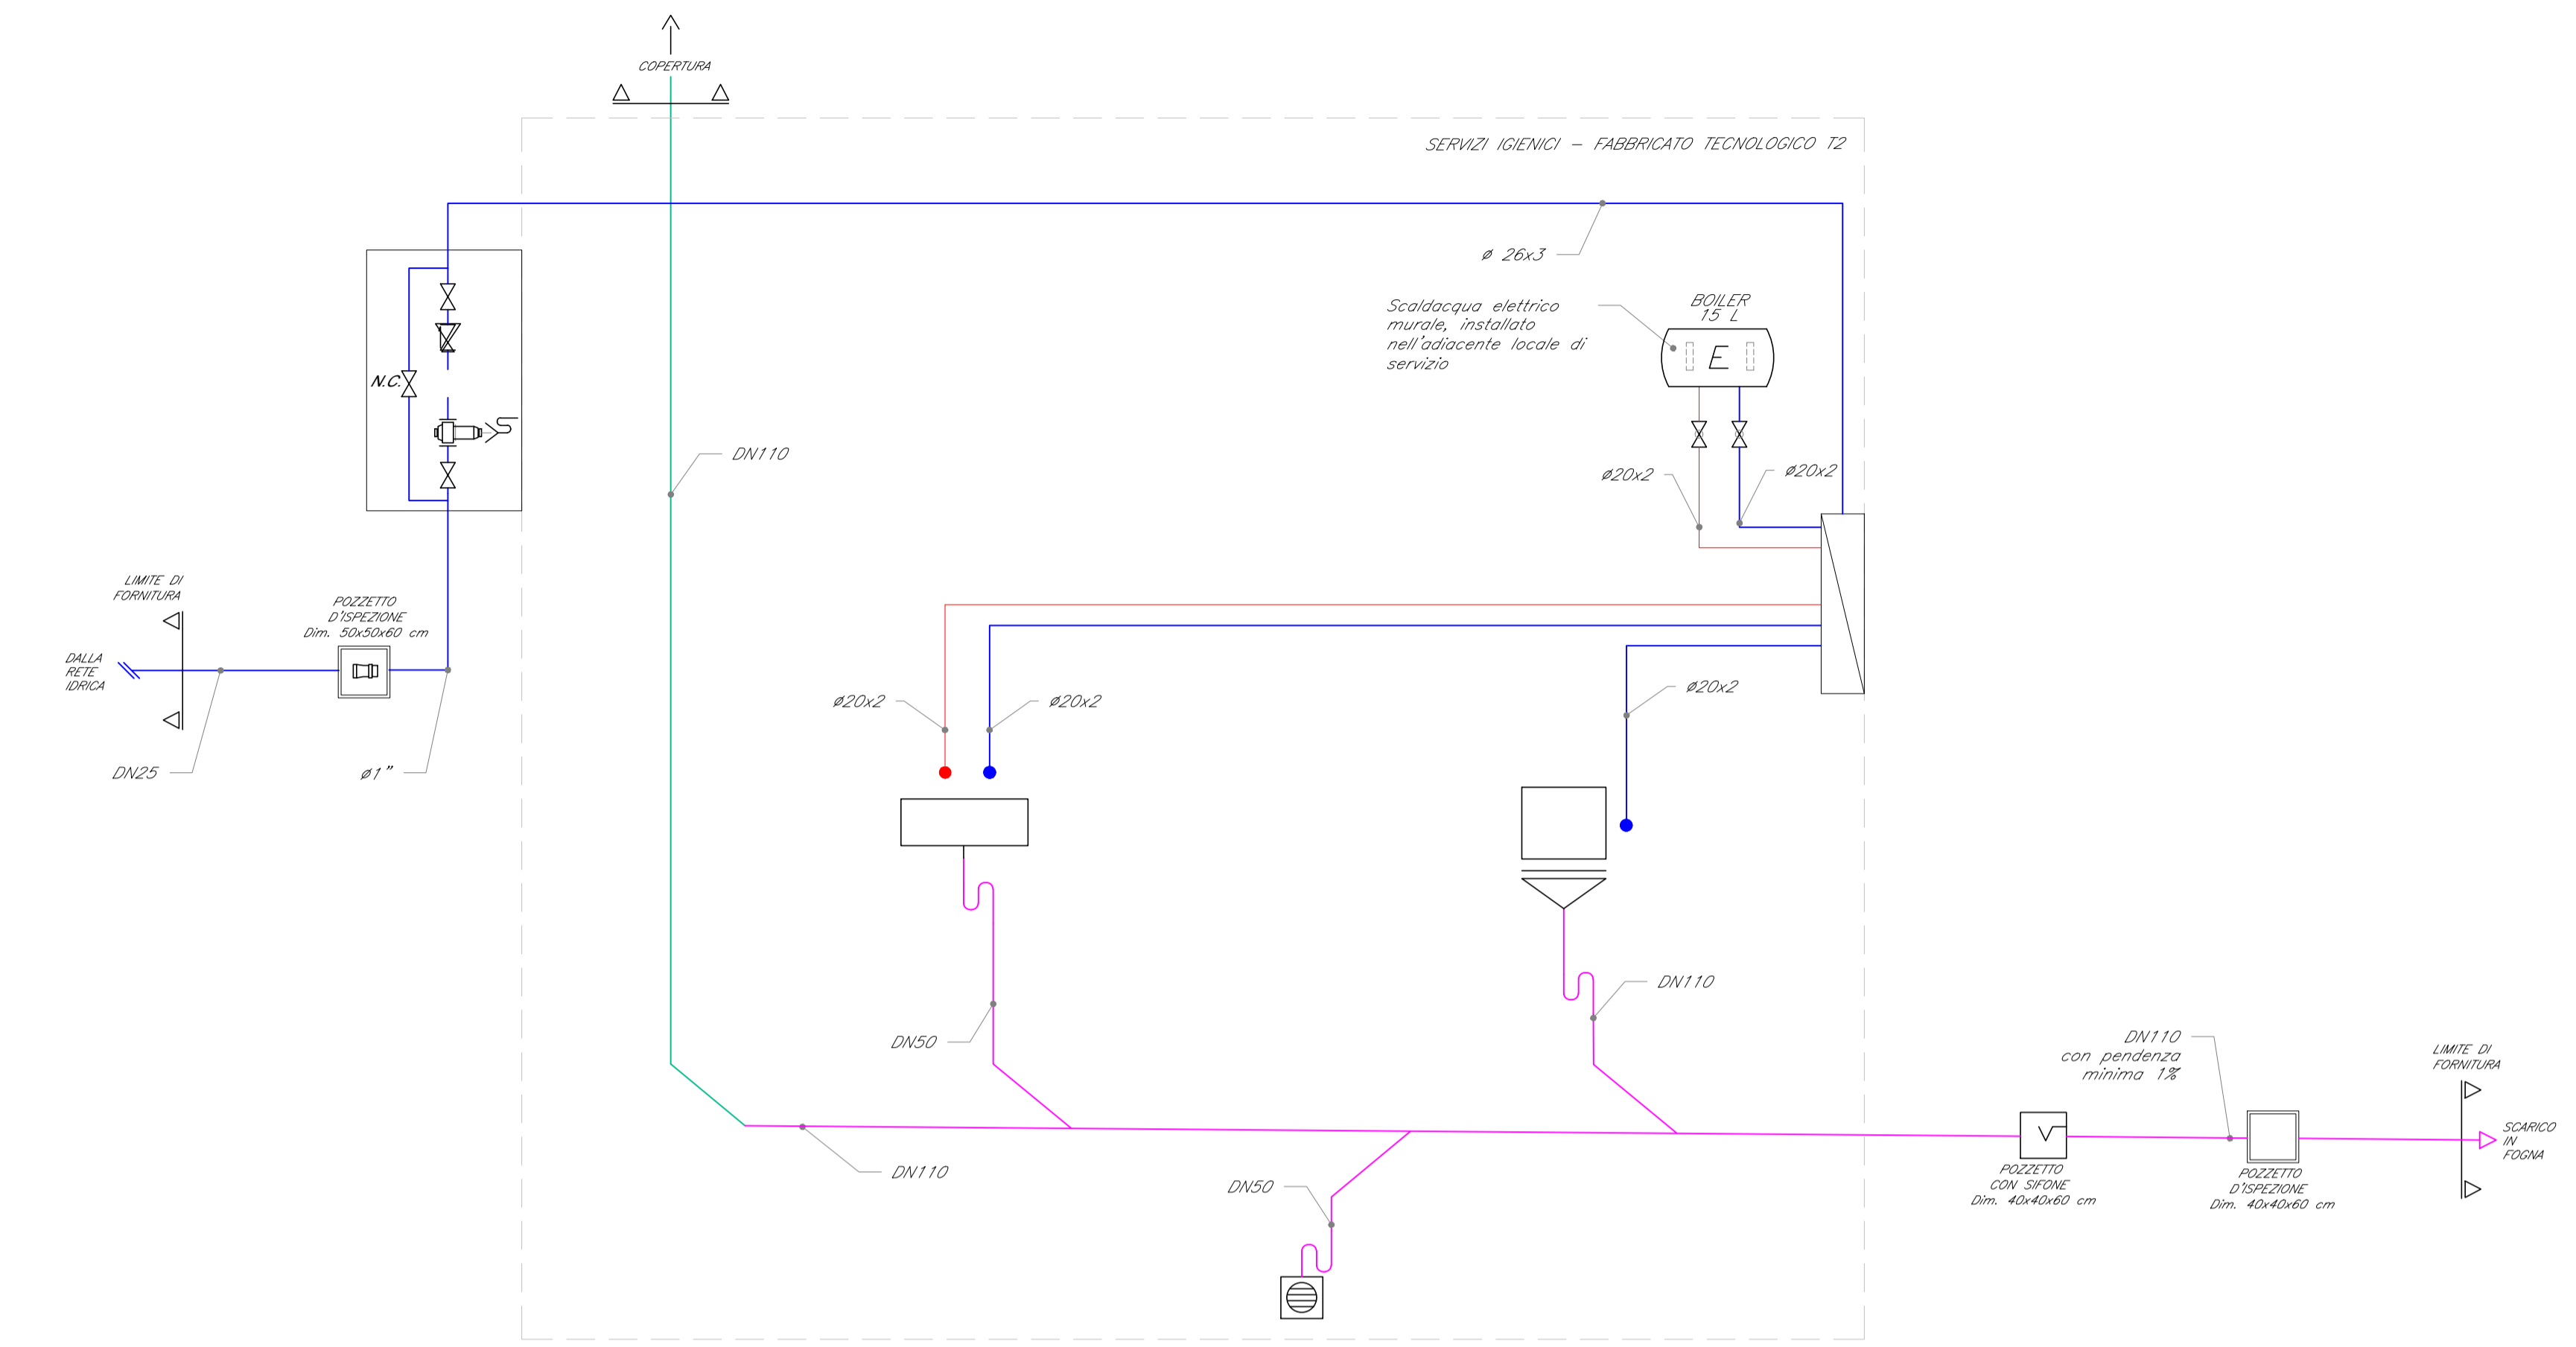 COPERTURA
SERVIZI IGIENICI – FABBRICATO TECNOLOGICO T2
ø 26x3
Scaldacqua elettrico
murale, installato
nell'adiacente locale di
servizio
BOILER
15 L
E
N.C.
DN110
ø20x2
ø20x2
LIMITE DI
FORNITURA
POZZETTO
D'ISPEZIONE
Dim. 50x50x60 cm
DALLA
RETE
IDRICA
DN25
ø1"
ø20x2
ø20x2
ø20x2
DN50
DN110
DN110
DN50
DN110
con pendenza
minima 1%
POZZETTO
CON SIFONE
Dim. 40x40x60 cm
POZZETTO
D'ISPEZIONE
Dim. 40x40x60 cm
LIMITE DI
FORNITURA
SCARICO
IN
FOGNA